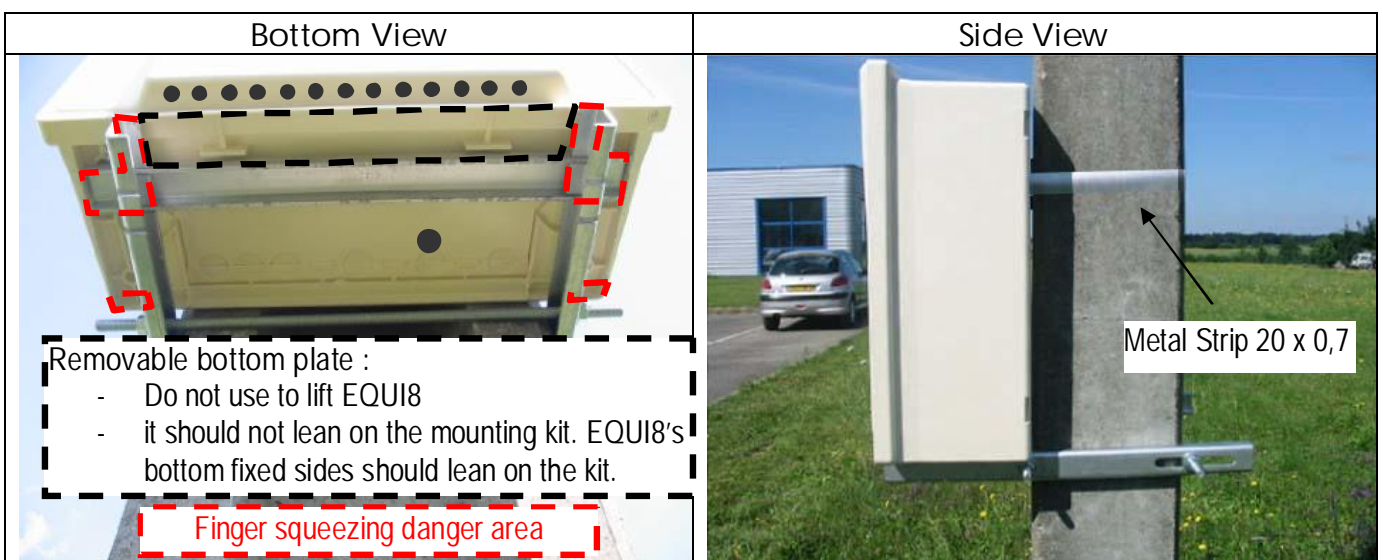 Bottom View
Side View
Removable bottom plate :
- Do not use to lift EQUI8
- it should not lean on the mounting kit. EQUI8's
bottom fixed sides should lean on the kit.
Finger squeezing danger area
Metal Strip 20 x 0,7